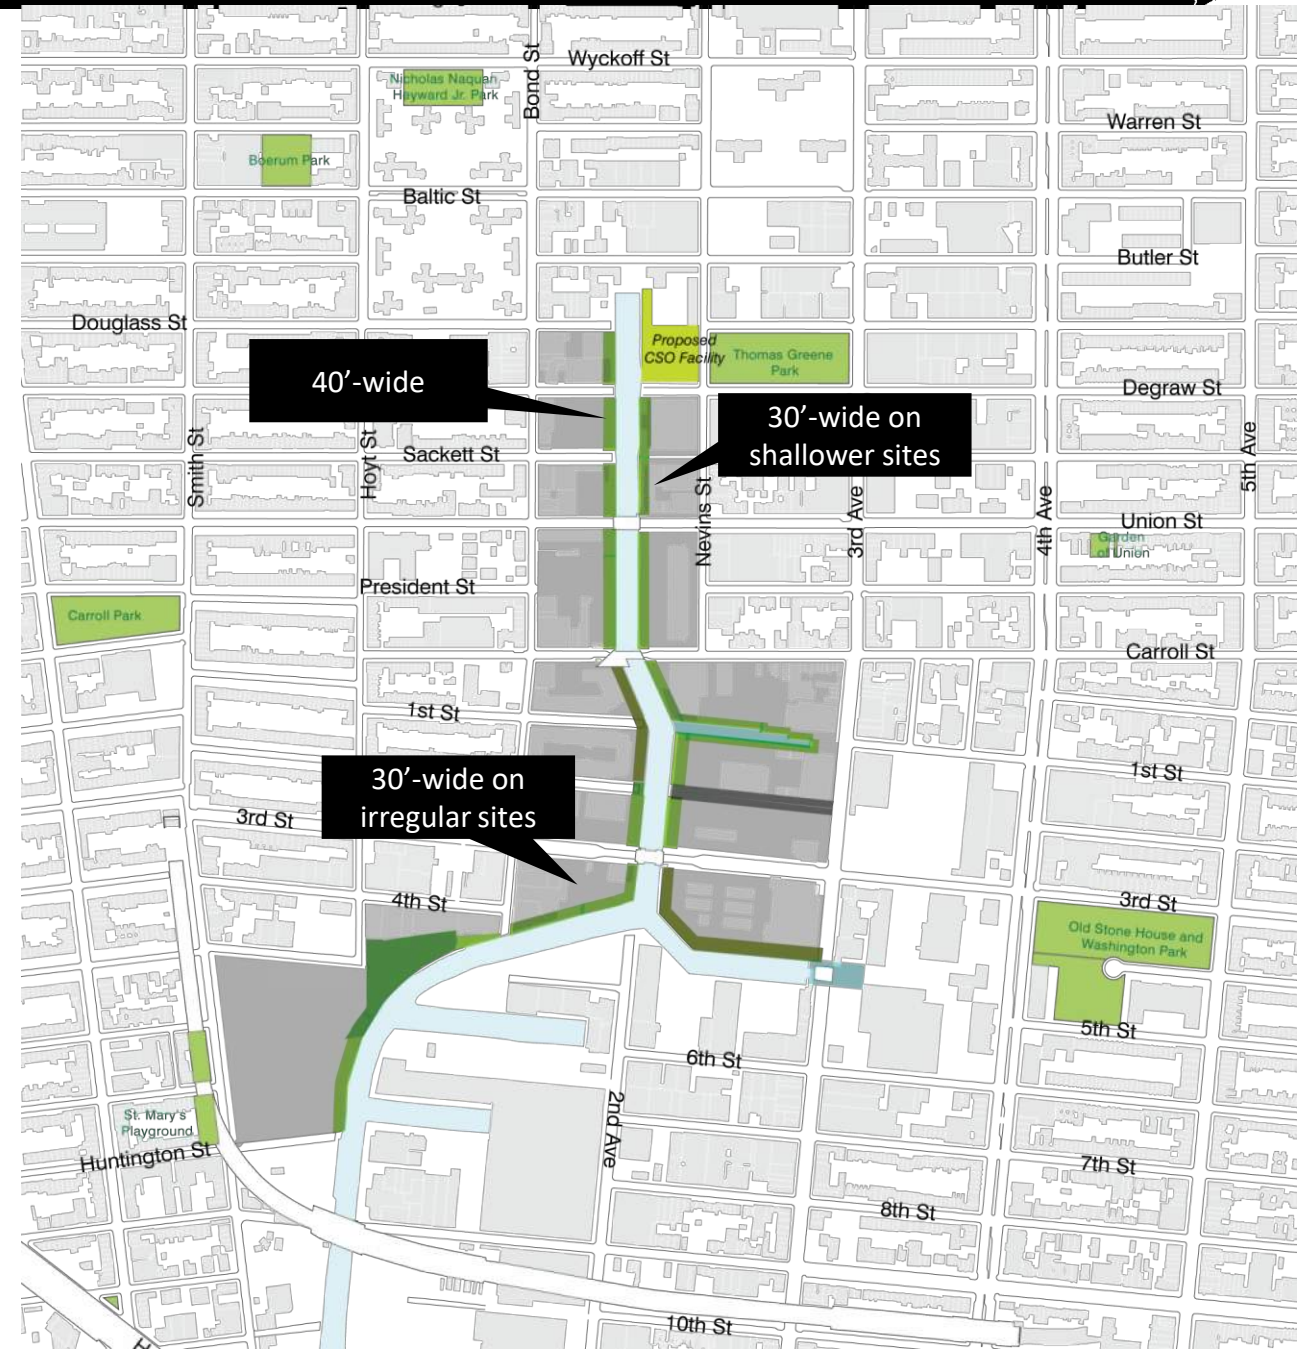 Wyckoff St
Bond St
Nicholas Naquan
Hayward Jr. Park
Warren St
Boerum Park
Baltic St
Butler St
Douglass St
Proposed
CSO Facility
Thomas Greene
Park
40’-wide
Degraw St
30’-wide on
shallower sites
Smith St
Hoyt St
Sackett St
Nevins St
3rd Ave
4th Ave
5th Ave
Union St
Garden
of Union
President St
Carroll Park
Carroll St
1st St
1st St
30’-wide on
irregular sites
3rd St
4th St
3rd St
Old Stone House and
Washington Park
5th St
6th St
2nd Ave
St. Mary's
Playground
Huntington St
7th St
8th St
10th St